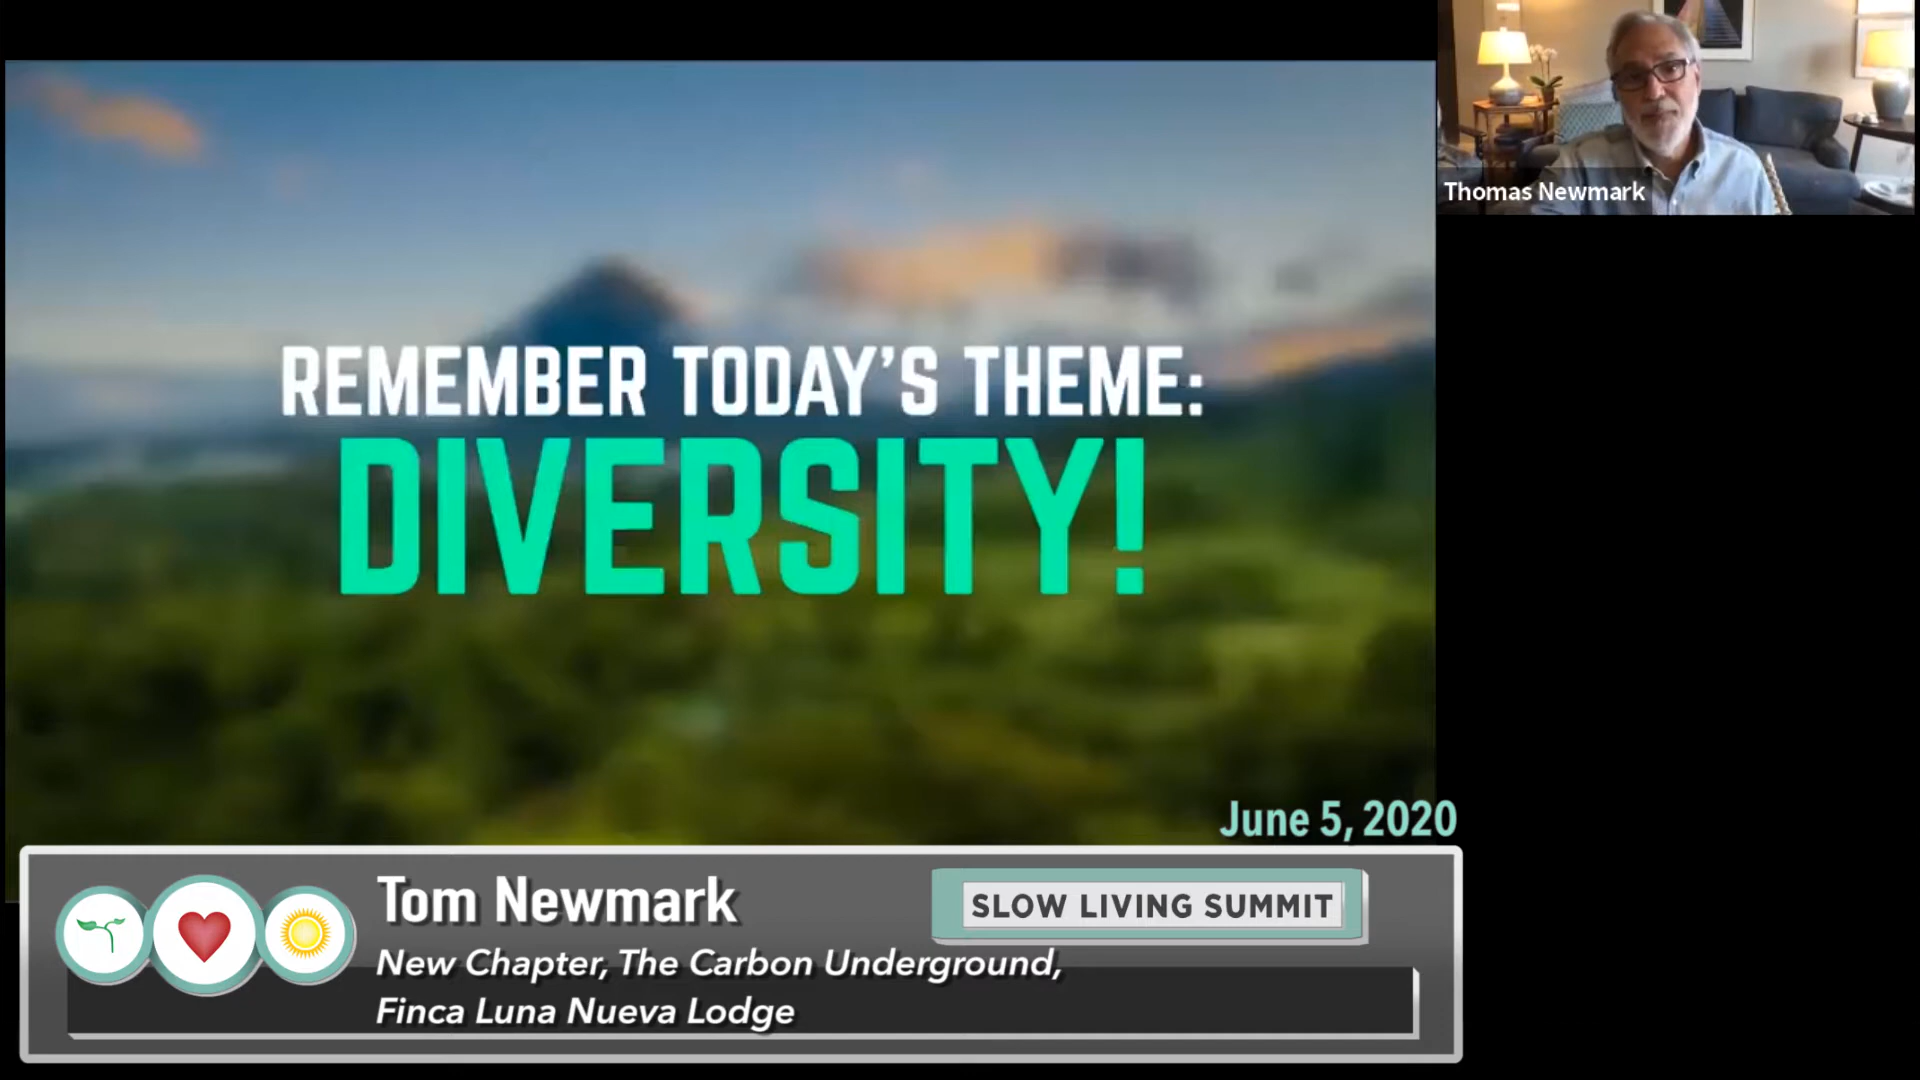 Thomas Newmark
REMEMBER TODAY'S THEME:
DIVERSITY!
June 5, 2020
Tom Newmark
SLOW LIVING SUMMIT
New Chapter, The Carbon Underground,
Finca Luna Nueva Lodge